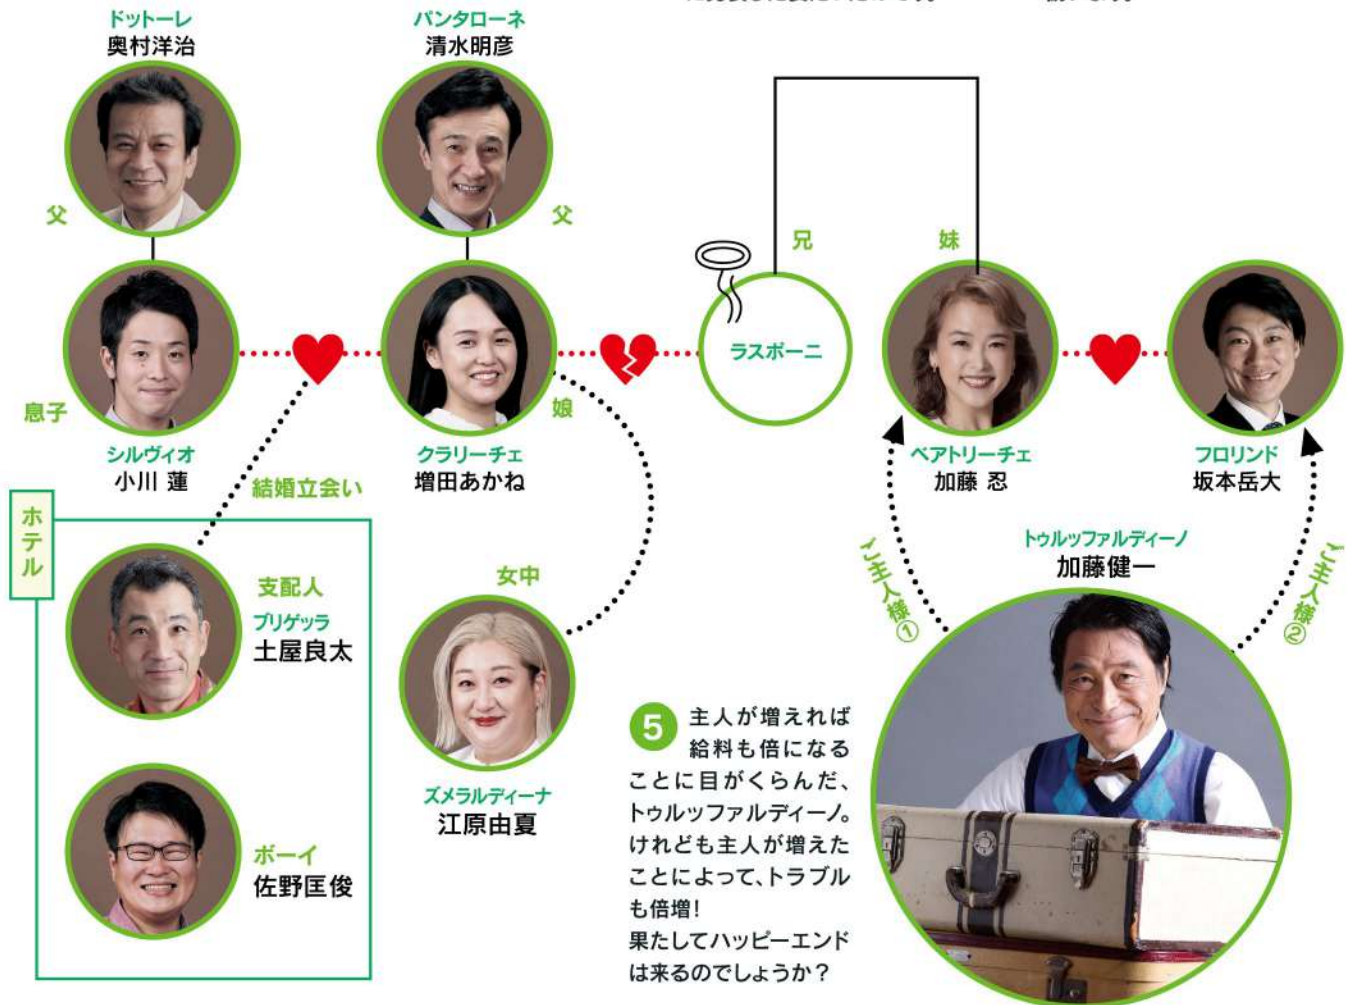 ドットーレ
奥村洋治
パンタローネ
清水明彦
父
父
兄
妹
ラスポーニ
息子
シルヴィオ
小川 蓮
娘
クラリーチェ
増田あかね
ベアトリーチェ
加藤 忍
フロリンド
坂本岳大
結婚立会い
ホテル
支配人
ブリゲッラ
土屋良太
ボーイ
佐野匡俊
女中
ズメラルディーナ
江原由夏
ご主人様①
ご主人様②
トゥルッファルディーノ
加藤健一
5 主人が増えれば
給料も倍になる
ことに目がくらんだ、
トゥルッファルディーノ。
けれども主人が増えた
ことによって、トラブル
も倍増！
果たしてハッピーエンド
は来るのでしょうか？